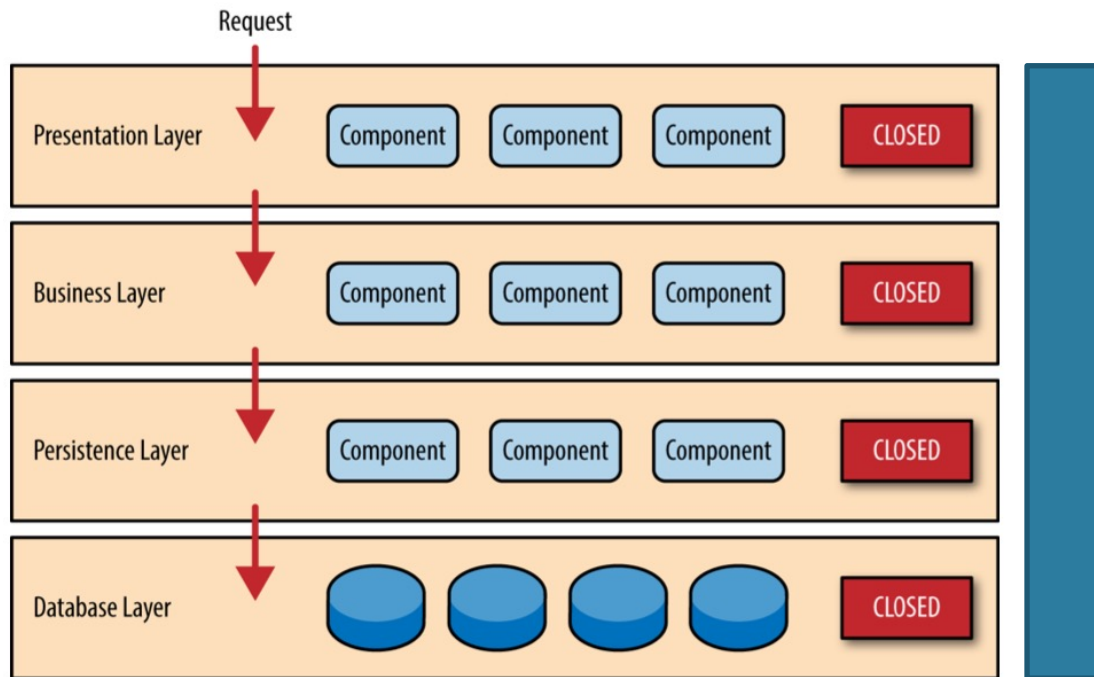 Request
Presentation Layer Component Component Component CLOSED
Business Layer Component Component Component CLOSED
Persistence Layer Component Component Component CLOSED
Database Layer CLOSED